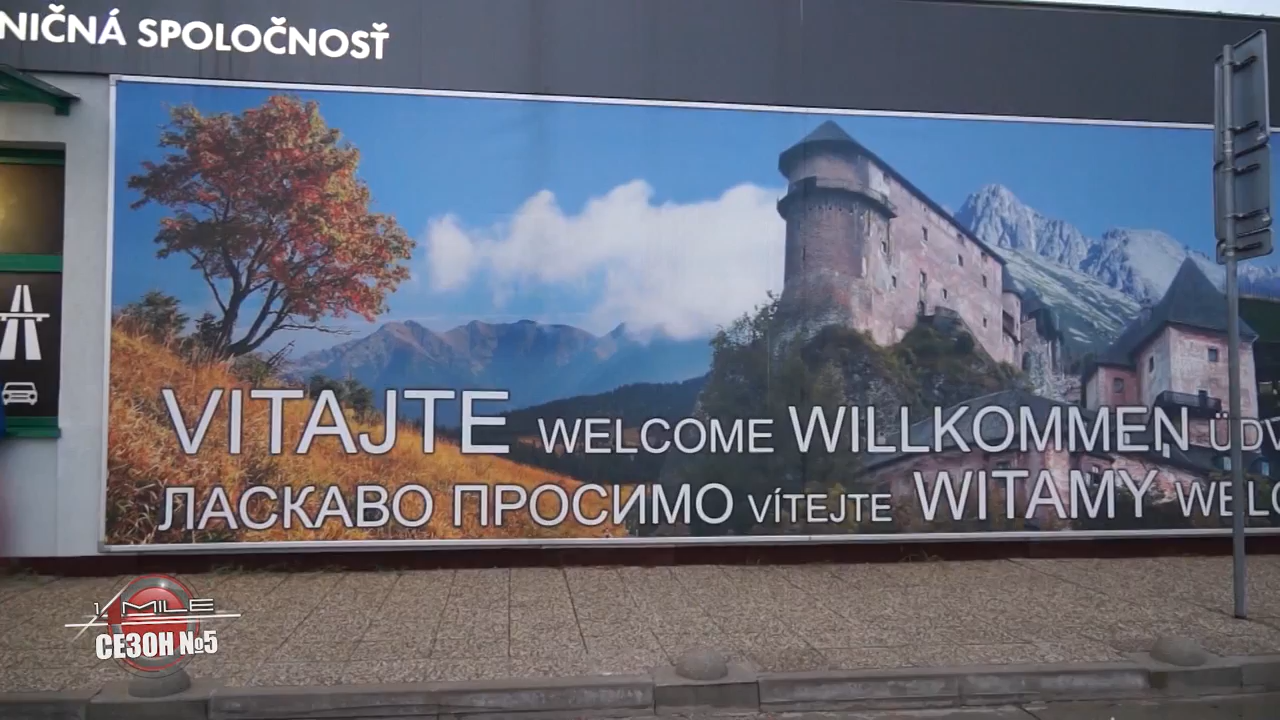 NIČNÁ SPOLOČNOSŤ
VITAJTE WELCOME WILLKOMMEN
ЛАСКАВО ПРОСИМО VÍTEJTE WITAMY
1/4 MILE
СЕЗОН №5